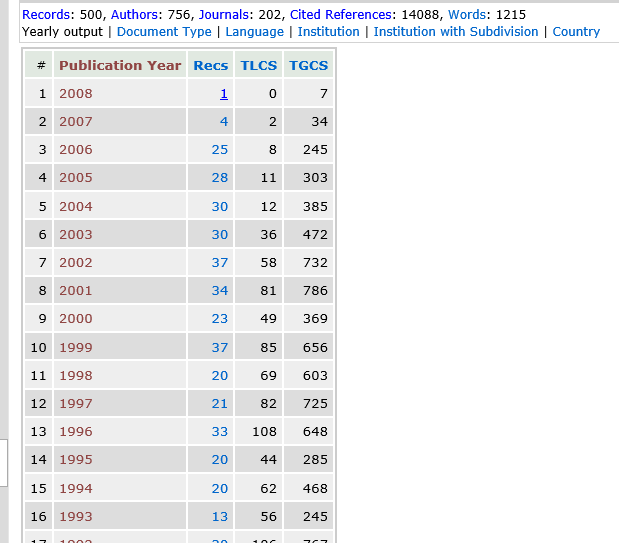 Records: 500, Authors: 756, Journals: 202, Cited References: 14088, Words: 1215
Yearly output | Document Type | Language | Institution | Institution with Subdivision | Country
# Publication Year Recs TLCS TGCS
1 2008 1 0 7
2 2007 4 2 34
3 2006 25 8 245
4 2005 28 11 303
5 2004 30 12 385
6 2003 30 36 472
7 2002 37 58 732
8 2001 34 81 786
9 2000 23 49 369
10 1999 37 85 656
11 1998 20 69 603
12 1997 21 82 725
13 1996 33 108 648
14 1995 20 44 285
15 1994 20 62 468
16 1993 13 56 245